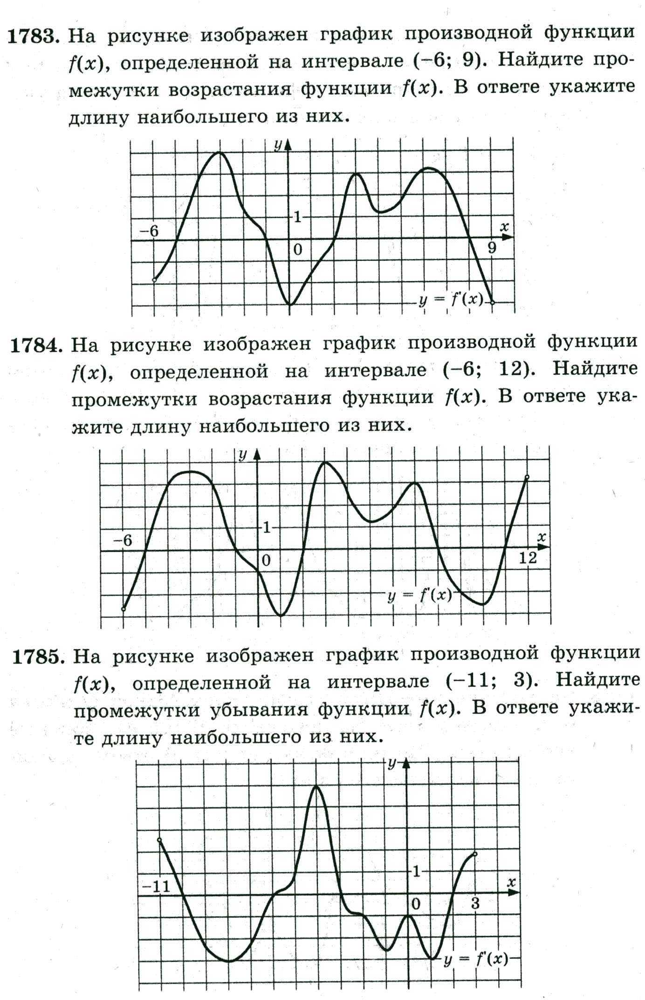 1783. На рисунке изображен график производной функции
f(x), определенной на интервале (−6; 9). Найдите про-
межутки возрастания функции f(x). В ответе укажите
длину наибольшего из них.
y
1
−6
x
0
9
y = f'(x)
1784. На рисунке изображен график производной функции
f(x), определенной на интервале (−6; 12). Найдите
промежутки возрастания функции f(x). В ответе ука-
жите длину наибольшего из них.
y
1
−6
x
0
12
y = f'(x)
1785. На рисунке изображен график производной функции
f(x), определенной на интервале (−11; 3). Найдите
промежутки убывания функции f(x). В ответе укажи-
те длину наибольшего из них.
y
1
−11
x
0
3
y = f'(x)